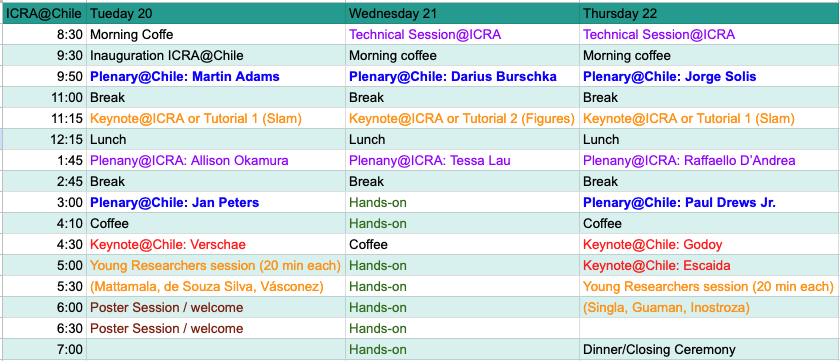 ICRA@Chile Tueday 20 Wednesday 21 Thursday 22
8:30 Morning Coffe Technical Session@ICRA Technical Session@ICRA
9:30 Inauguration ICRA@Chile Morning coffee Morning coffee
9:50 Plenary@Chile: Martin Adams Plenary@Chile: Darius Burschka Plenary@Chile: Jorge Solis
11:00 Break Break Break
11:15 Keynote@ICRA or Tutorial 1 (Slam) Keynote@ICRA or Tutorial 2 (Figures) Keynote@ICRA or Tutorial 1 (Slam)
12:15 Lunch Lunch Lunch
1:45 Plenany@ICRA: Allison Okamura Plenany@ICRA: Tessa Lau Plenany@ICRA: Raffaello D'Andrea
2:45 Break Break Break
3:00 Plenary@Chile: Jan Peters Hands-on Plenary@Chile: Paul Drews Jr.
4:10 Coffee Hands-on Coffee
4:30 Keynote@Chile: Verschae Coffee Keynote@Chile: Godoy
5:00 Young Researchers session (20 min each) Hands-on Keynote@Chile: Escaida
5:30 (Mattamala, de Souza Silva, Vásconez) Hands-on Young Researchers session (20 min each)
6:00 Poster Session / welcome Hands-on (Singla, Guaman, Inostroza)
6:30 Poster Session / welcome Hands-on
7:00 Hands-on Dinner/Closing Ceremony